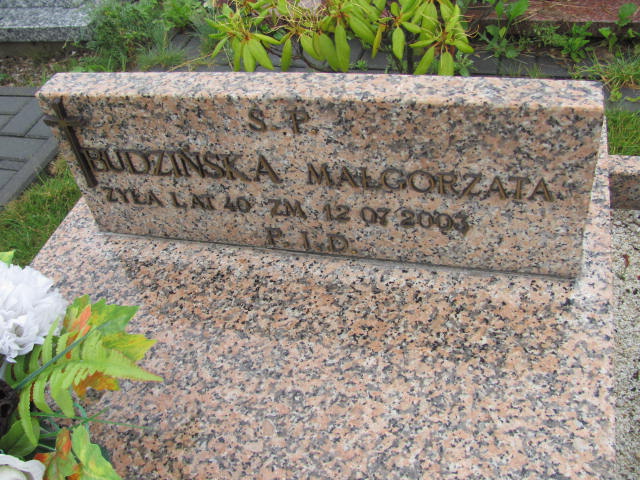 Ś. P.
BUDZIŃSKA MAŁGORZATA
ŻYŁA LAT 40 ZM 12.07.2003
P. I. D.